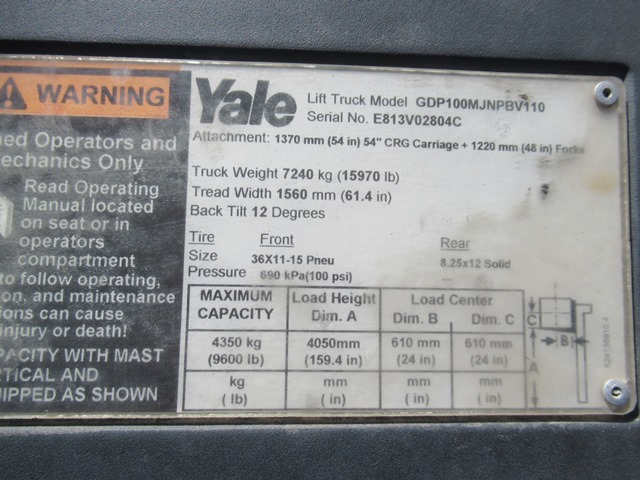 WARNING
ned Operators and
echanics Only
Read Operating
Manual located
on seat or in
operators
compartment
to follow operating,
on, and maintenance
ions can cause
injury or death!
PACITY WITH MAST
RTICAL AND
IPPED AS SHOWN
Yale
Lift Truck Model GDP100MJNPBV110
Serial No. E813V02804C
Attachment: 1370 mm (54 in) 54" CRG Carriage + 1220 mm (48 in) Forks
Truck Weight 7240 kg (15970 lb)
Tread Width 1560 mm (61.4 in)
Back Tilt 12 Degrees
Tire Front Rear
Size 36X11-15 Pneu 8.25x12 Solid
Pressure 690 kPa(100 psi)
MAXIMUM CAPACITY Load Height Dim. A Load Center Dim. B Dim. C
4350 kg 4050mm 610 mm 610 mm
(9600 lb) (159.4 in) (24 in) (24 in)
kg mm mm mm
( lb) ( in) ( in) ( in)
C
B
A